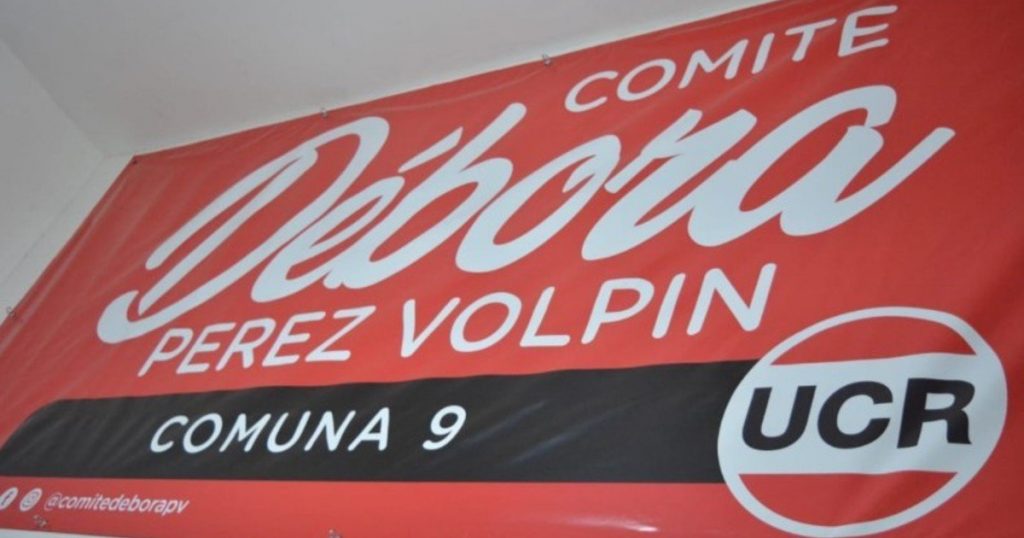 COMITE
Débora
PEREZ VOLPIN
COMUNA 9
UCR
@comitedeborapv